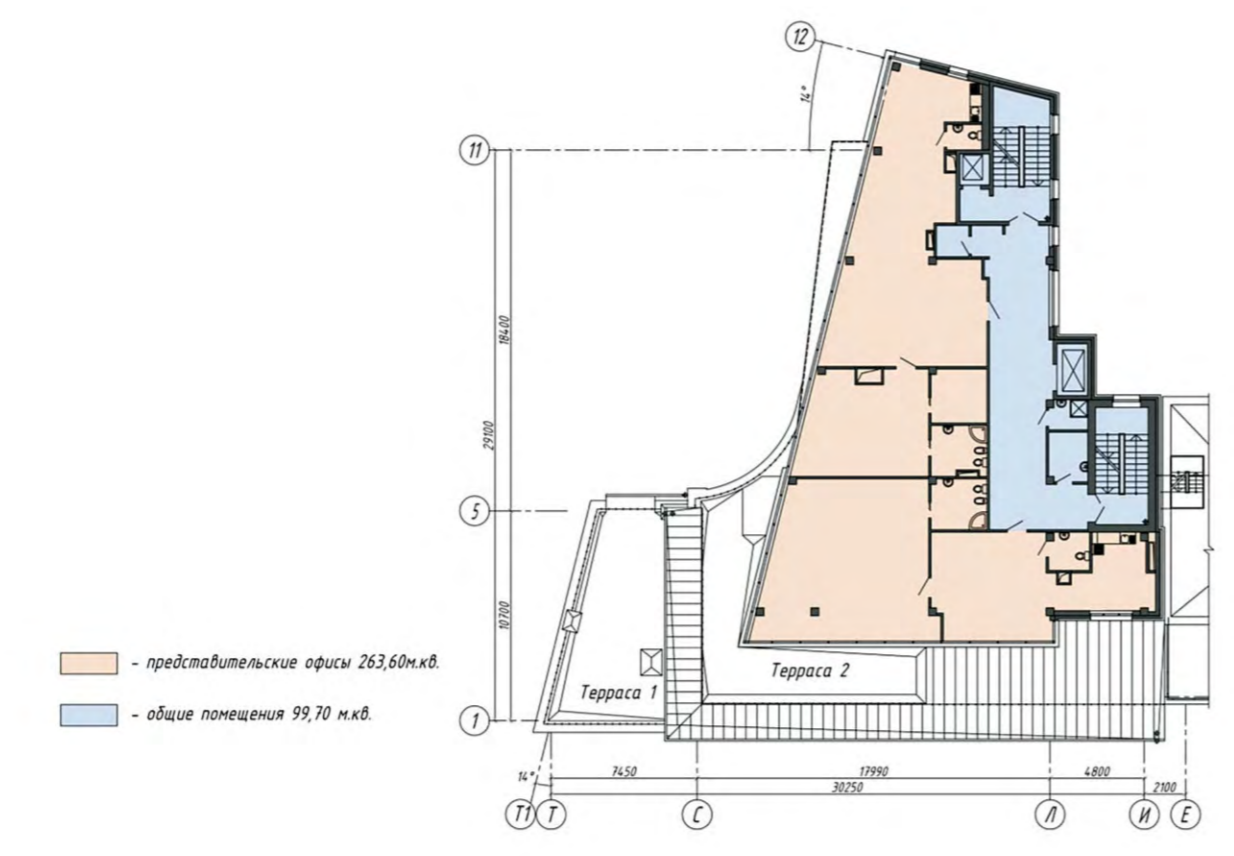 12
14°
11
18400
29100
5
10700
- представительские офисы 263,60м.кв.
Терраса 2
Терраса 1
- общие помещения 99,70 м.кв.
1
14°
7450
17990
4800
30250
2100
Т1
Т
С
Л
И
Е